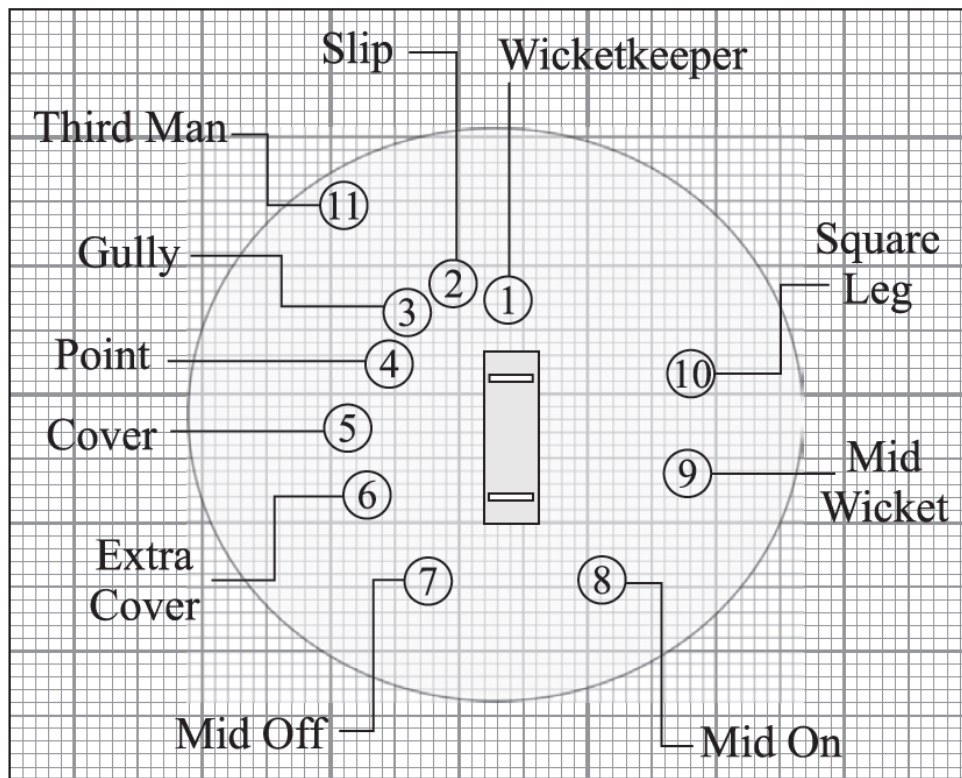 Slip
Wicketkeeper
Third Man
11
Gully
2
1
3
Square
Leg
Point
4
10
Cover
5
9
Mid
Wicket
6
Extra
Cover
7
8
Mid Off
Mid On